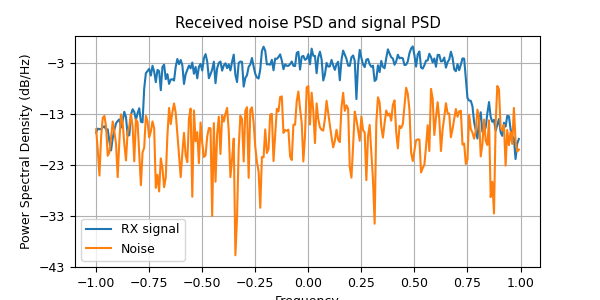 Received noise PSD and signal PSD
Power Spectral Density (dB/Hz)
−3
−13
−23
−33
−43
RX signal
Noise
−1.00 −0.75 −0.50 −0.25 0.00 0.25 0.50 0.75 1.00
Frequency